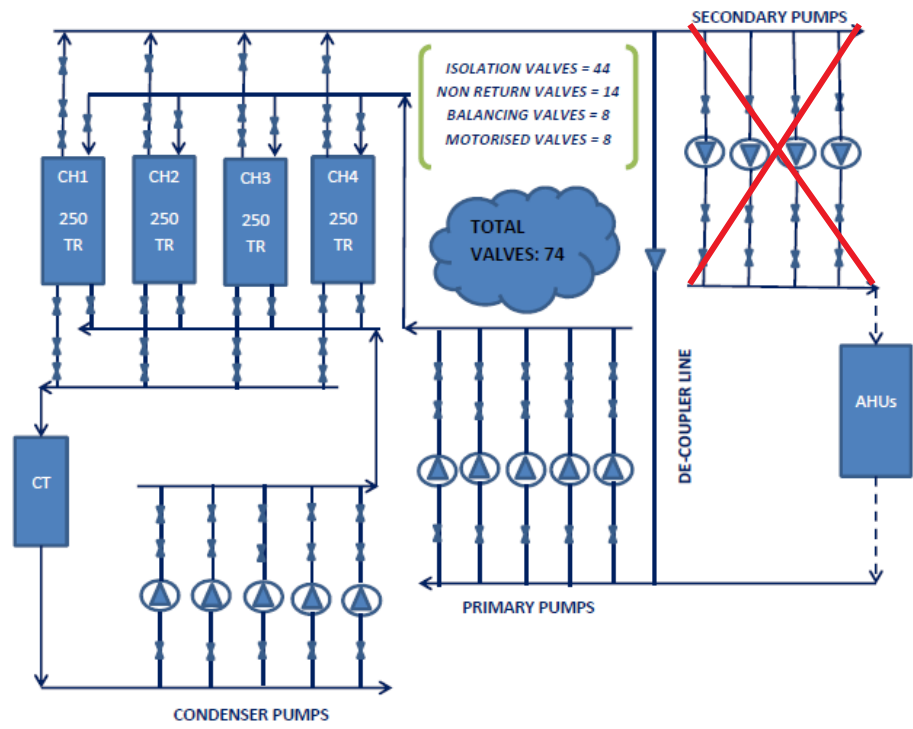 SECONDARY PUMPS
ISOLATION VALVES = 44
NON RETURN VALVES = 14
BALANCING VALVES = 8
MOTORISED VALVES = 8
CH1
250
TR
CH2
250
TR
CH3
250
TR
CH4
250
TR
TOTAL
VALVES: 74
DE-COUPLER LINE
AHUs
CT
PRIMARY PUMPS
CONDENSER PUMPS